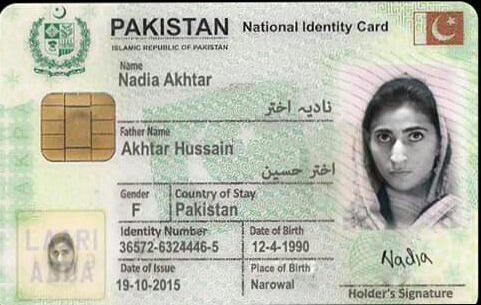 PAKISTAN National Identity Card
ISLAMIC REPUBLIC OF PAKISTAN
Name
Nadia Akhtar
نادیہ اختر
Father Name
Akhtar Hussain
اختر حسین
Gender Country of Stay
F Pakistan
Identity Number Date of Birth
36572-6324446-5 12-4-1990
Date of Issue Place of Birth
19-10-2015 Narowal
LAARI
ADDA
Nadia
Holder's Signature